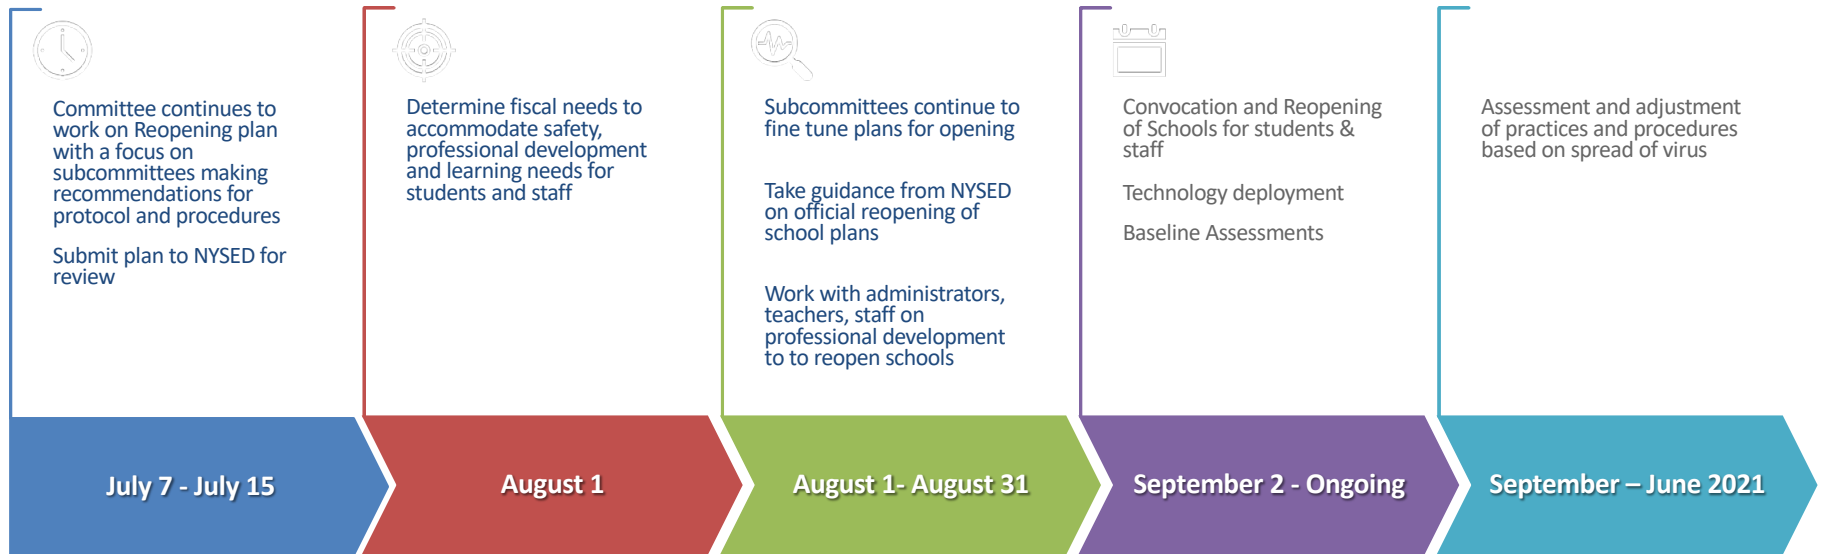 Committee continues to
work on Reopening plan
with a focus on
subcommittees making
recommendations for
protocol and procedures
Submit plan to NYSED for
review
July 7 - July 15
Determine fiscal needs to
accommodate safety,
professional development
and learning needs for
students and staff
August 1
Subcommittees continue to
fine tune plans for opening
Take guidance from NYSED
on official reopening of
school plans
Work with administrators,
teachers, staff on
professional development
to to reopen schools
August 1- August 31
Convocation and Reopening
of Schools for students &
staff
Technology deployment
Baseline Assessments
September 2 - Ongoing
Assessment and adjustment
of practices and procedures
based on spread of virus
September – June 2021